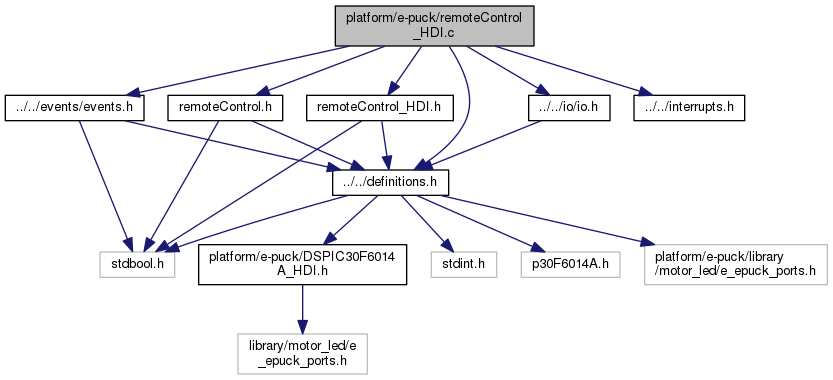 platform/e-puck/remoteControl
_HDI.c
../../events/events.h
remoteControl.h
remoteControl_HDI.h
../../io/io.h
../../interrupts.h
../../definitions.h
stdbool.h
platform/e-puck/DSPIC30F6014
A_HDI.h
stdint.h
p30F6014A.h
platform/e-puck/library
/motor_led/e_epuck_ports.h
library/motor_led/e
_epuck_ports.h